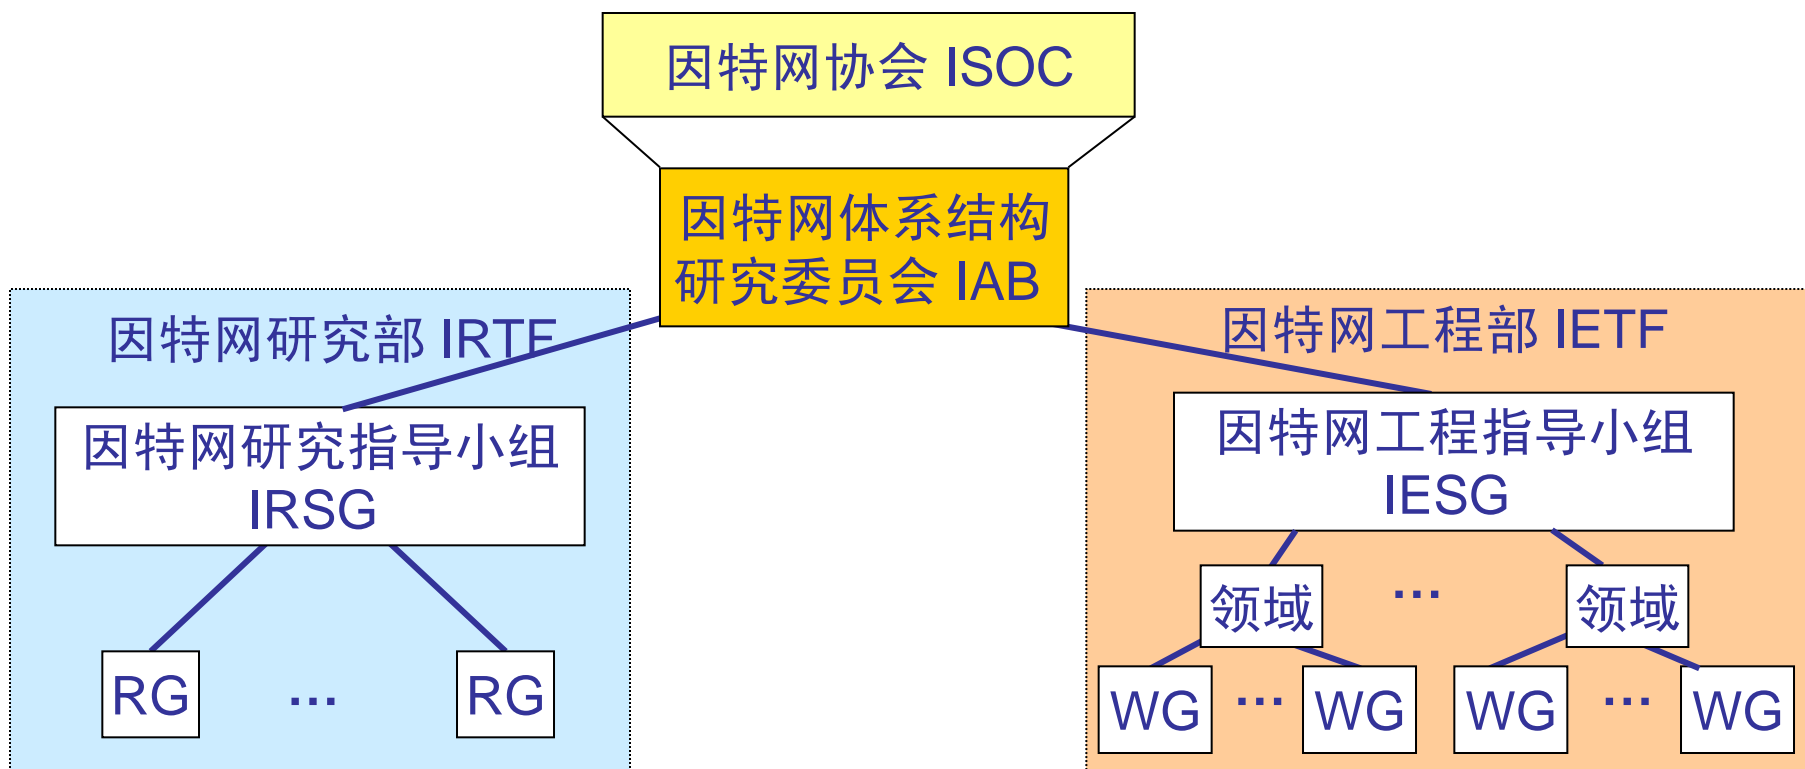 因特网协会 ISOC
因特网体系结构
研究委员会 IAB
因特网研究部 IRTF
因特网工程部 IETF
因特网研究指导小组
IRSG
因特网工程指导小组
IESG
领域 … 领域
RG … RG
WG … WG WG … WG